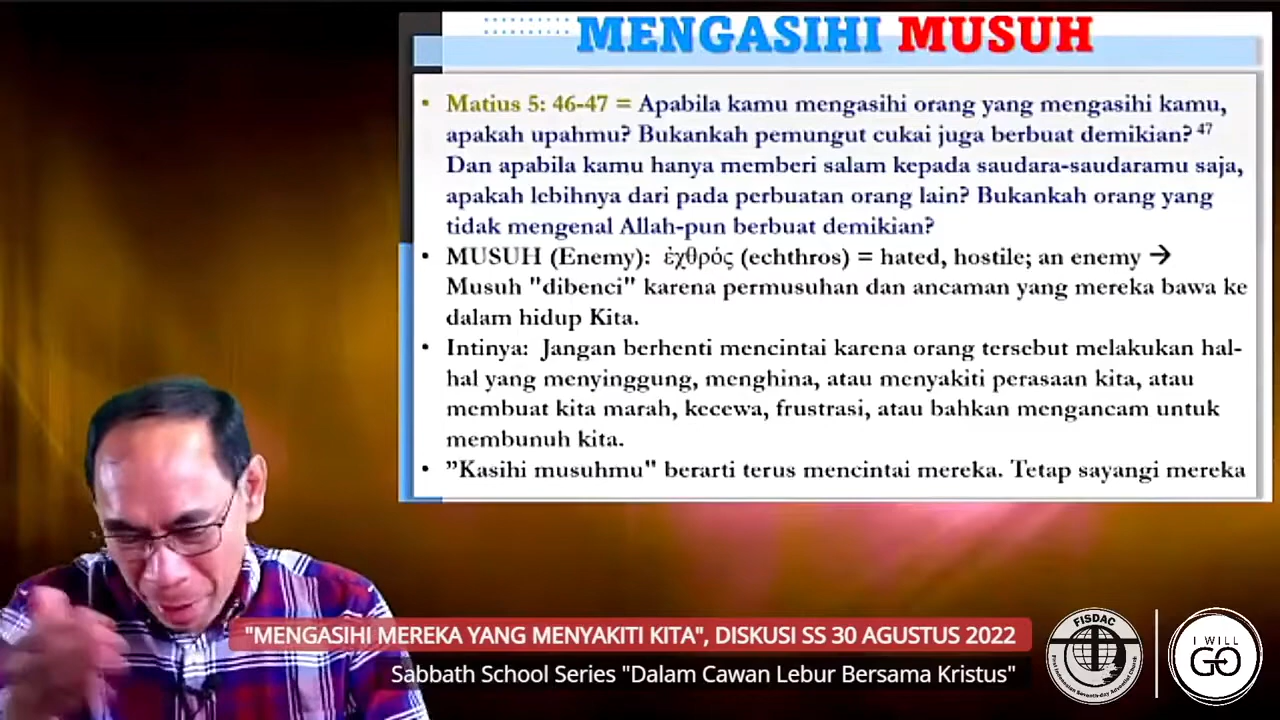 MENGASIHI MUSUH
• Matius 5: 46-47 = Apabila kamu mengasihi orang yang mengasihi kamu,
apakah upahmu? Bukankah pemungut cukai juga berbuat demikian? 47
Dan apabila kamu hanya memberi salam kepada saudara-saudaramu saja,
apakah lebihnya dari pada perbuatan orang lain? Bukankah orang yang
tidak mengenal Allah-pun berbuat demikian?
• MUSUH (Enemy): ἐχθρός (echthros) = hated, hostile; an enemy →
Musuh "dibenci" karena permusuhan dan ancaman yang mereka bawa ke
dalam hidup Kita.
• Intinya: Jangan berhenti mencintai karena orang tersebut melakukan hal-
hal yang menyinggung, menghina, atau menyakiti perasaan kita, atau
membuat kita marah, kecewa, frustrasi, atau bahkan mengancam untuk
membunuh kita.
• ”Kasihi musuhmu" berarti terus mencintai mereka. Tetap sayangi mereka
"MENGASIHI MEREKA YANG MENYAKITI KITA", DISKUSI SS 30 AGUSTUS 2022
Sabbath School Series "Dalam Cawan Lebur Bersama Kristus"
FISDAC
First Indonesian Seventh-day Adventist Church
I WILL
GO